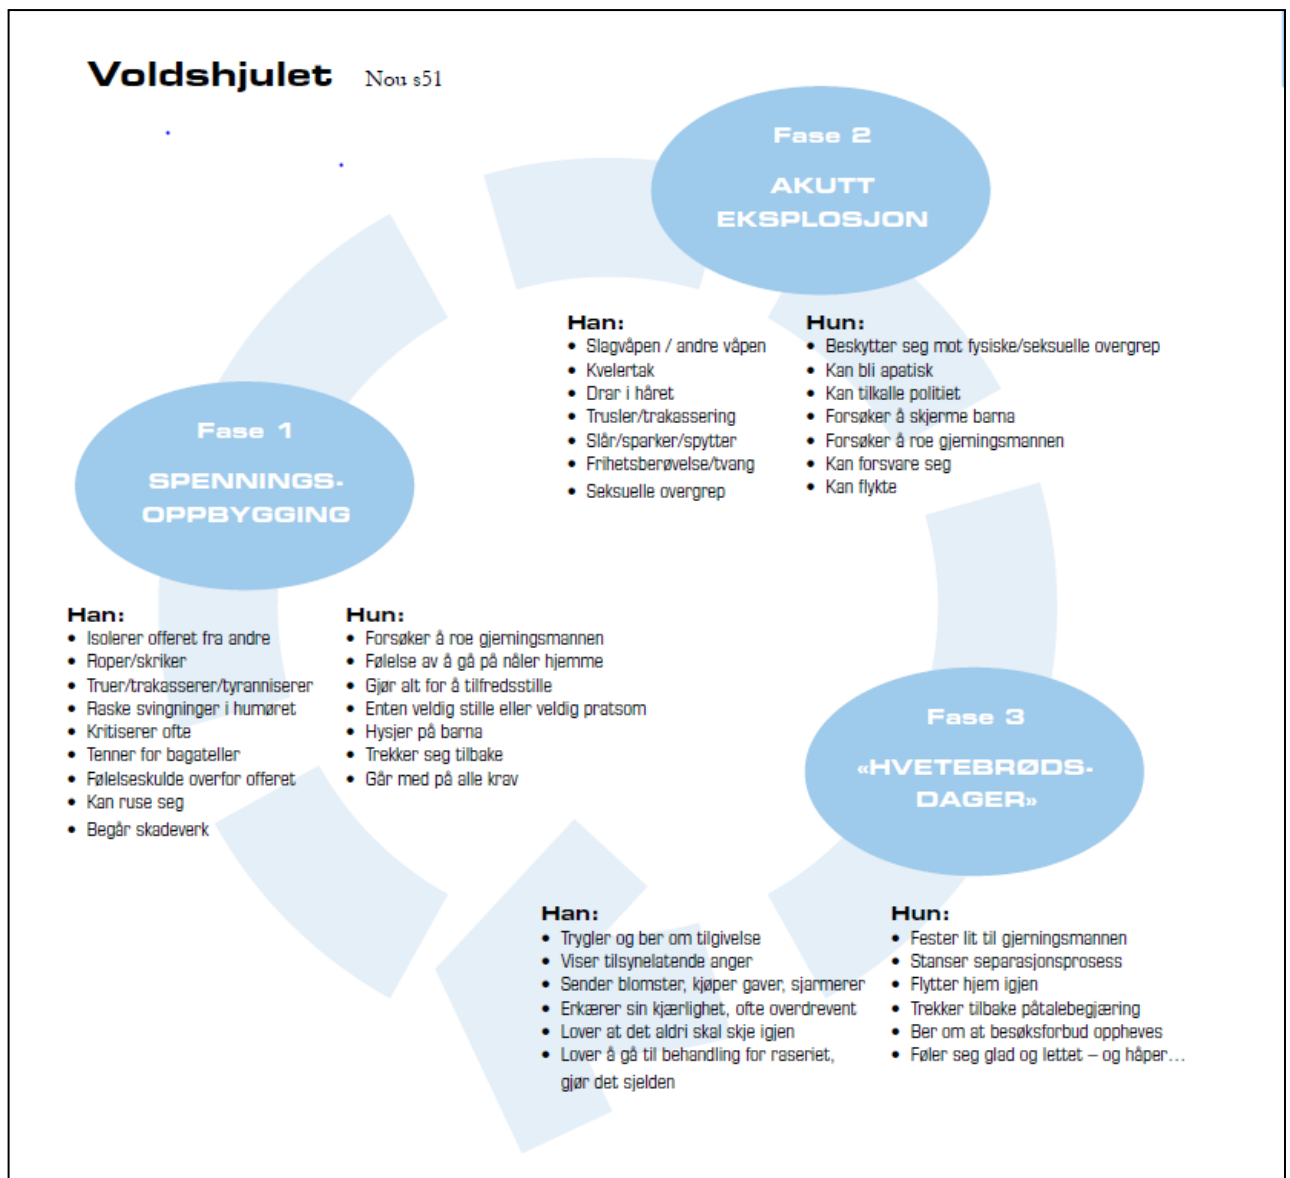 Voldshjulet Nou s51
Fase 2
AKUTT
EKSPLOSJON
Han:
• Slagvåpen / andre våpen
• Kvelertak
• Drar i håret
• Trusler/trakassering
• Slår/sparker/spytter
• Frihetsberøvelse/tvang
• Seksuelle overgrep
Hun:
• Beskytter seg mot fysiske/seksuelle overgrep
• Kan bli apatisk
• Kan tilkalle politiet
• Forsøker å skjerme barna
• Forsøker å roe gjerningsmannen
• Kan forsvare seg
• Kan flykte
Fase 1
SPENNINGS-
OPPBYGGING
Han:
• Isolerer offeret fra andre
• Roper/skriker
• Truer/trakasserer/tyranniserer
• Raske svingninger i humøret
• Kritiserer ofte
• Tenner for bagateller
• Følelseskulde overfor offeret
• Kan ruse seg
• Begår skadeverk
Hun:
• Forsøker å roe gjerningsmannen
• Følelse av å gå på nåler hjemme
• Gjør alt for å tilfredsstille
• Enten veldig stille eller veldig pratsom
• Hysjer på barna
• Trekker seg tilbake
• Går med på alle krav
Fase 3
«HVETEBRØDS-
DAGER»
Han:
• Trygler og ber om tilgivelse
• Viser tilsynelatende anger
• Sender blomster, kjøper gaver, sjarmerer
• Erkærer sin kjærlighet, ofte overdrevent
• Lover at det aldri skal skje igjen
• Lover å gå til behandling for raseriet,
gjør det sjelden
Hun:
• Fester lit til gjerningsmannen
• Stanser separasjonsprosess
• Flytter hjem igjen
• Trekker tilbake påtalebegjæring
• Ber om at besøksforbud oppheves
• Føler seg glad og lettet – og håper…